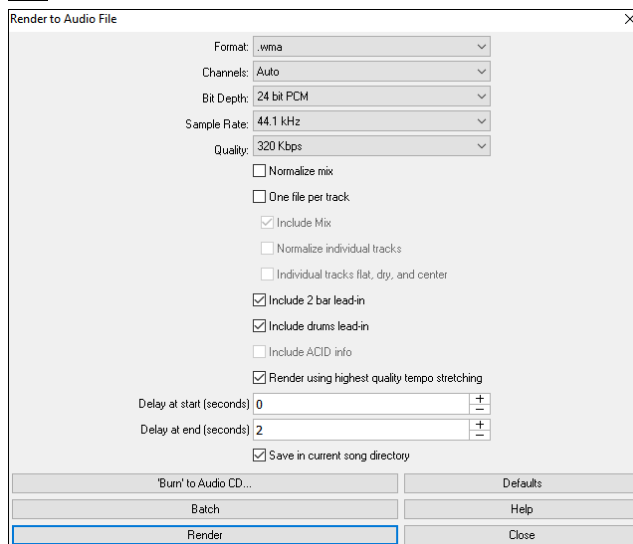 Render to Audio File
Format: .wma
Channels: Auto
Bit Depth: 24 bit PCM
Sample Rate: 44.1 kHz
Quality: 320 Kbps
Normalize mix
One file per track
Include Mix
Normalize individual tracks
Individual tracks flat, dry, and center
Include 2 bar lead-in
Include drums lead-in
Include ACID info
Render using highest quality tempo stretching
Delay at start (seconds) 0
Delay at end (seconds) 2
Save in current song directory
'Burn' to Audio CD... Defaults
Batch Help
Render Close